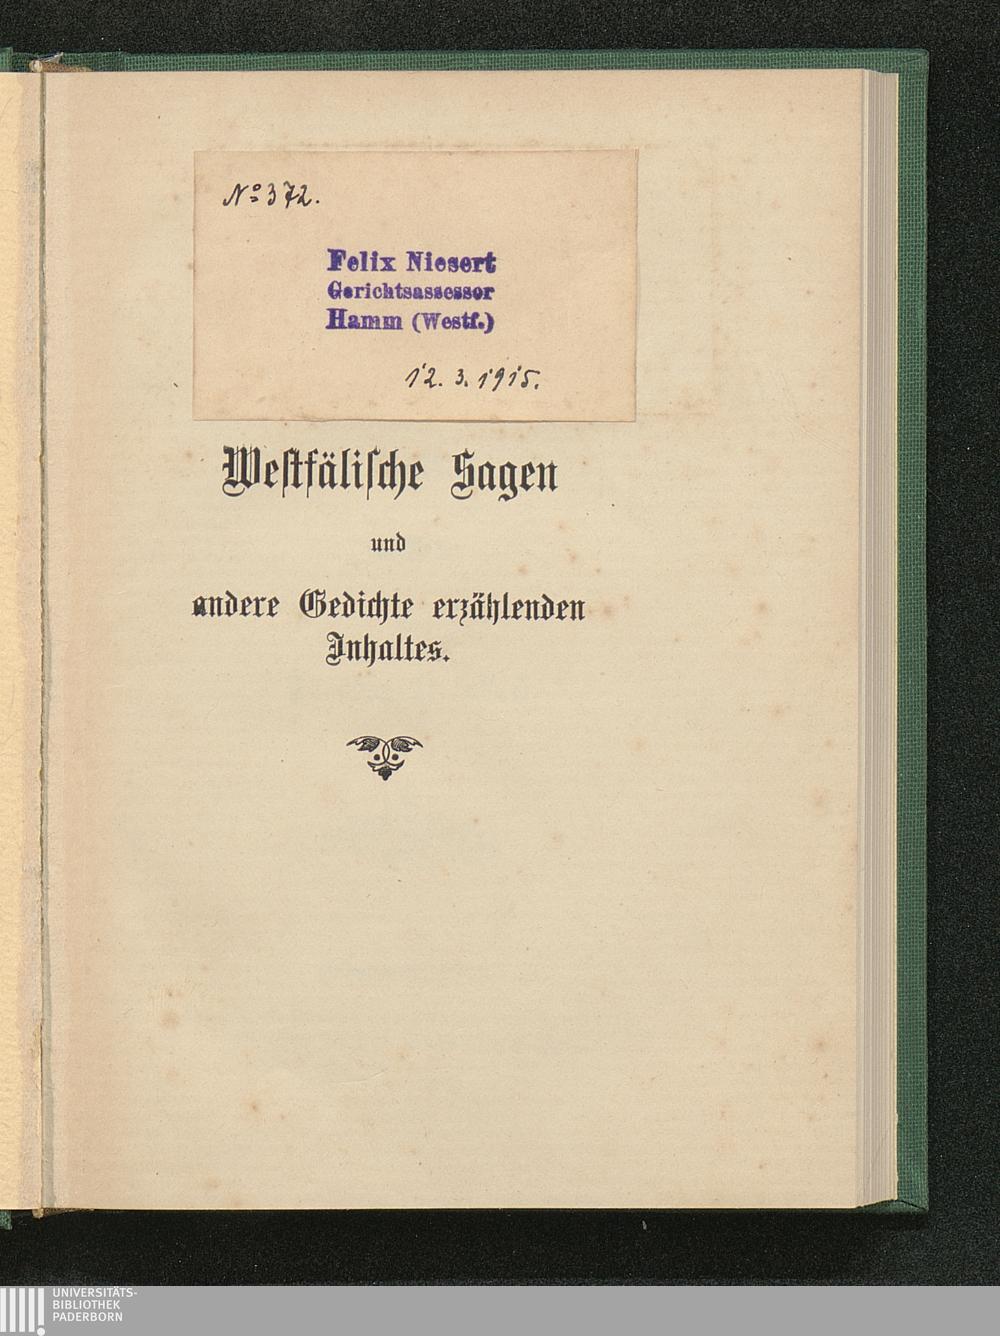 No 372.
Felix Niesert
Gerichtsassessor
Hamm (Westf.)
12. 3. 1915.
Weſtfäliſche Sagen
und
andere Gedichte erzählenden
Inhaltes.
UNIVERSITÄTS-
BIBLIOTHEK
PADERBORN